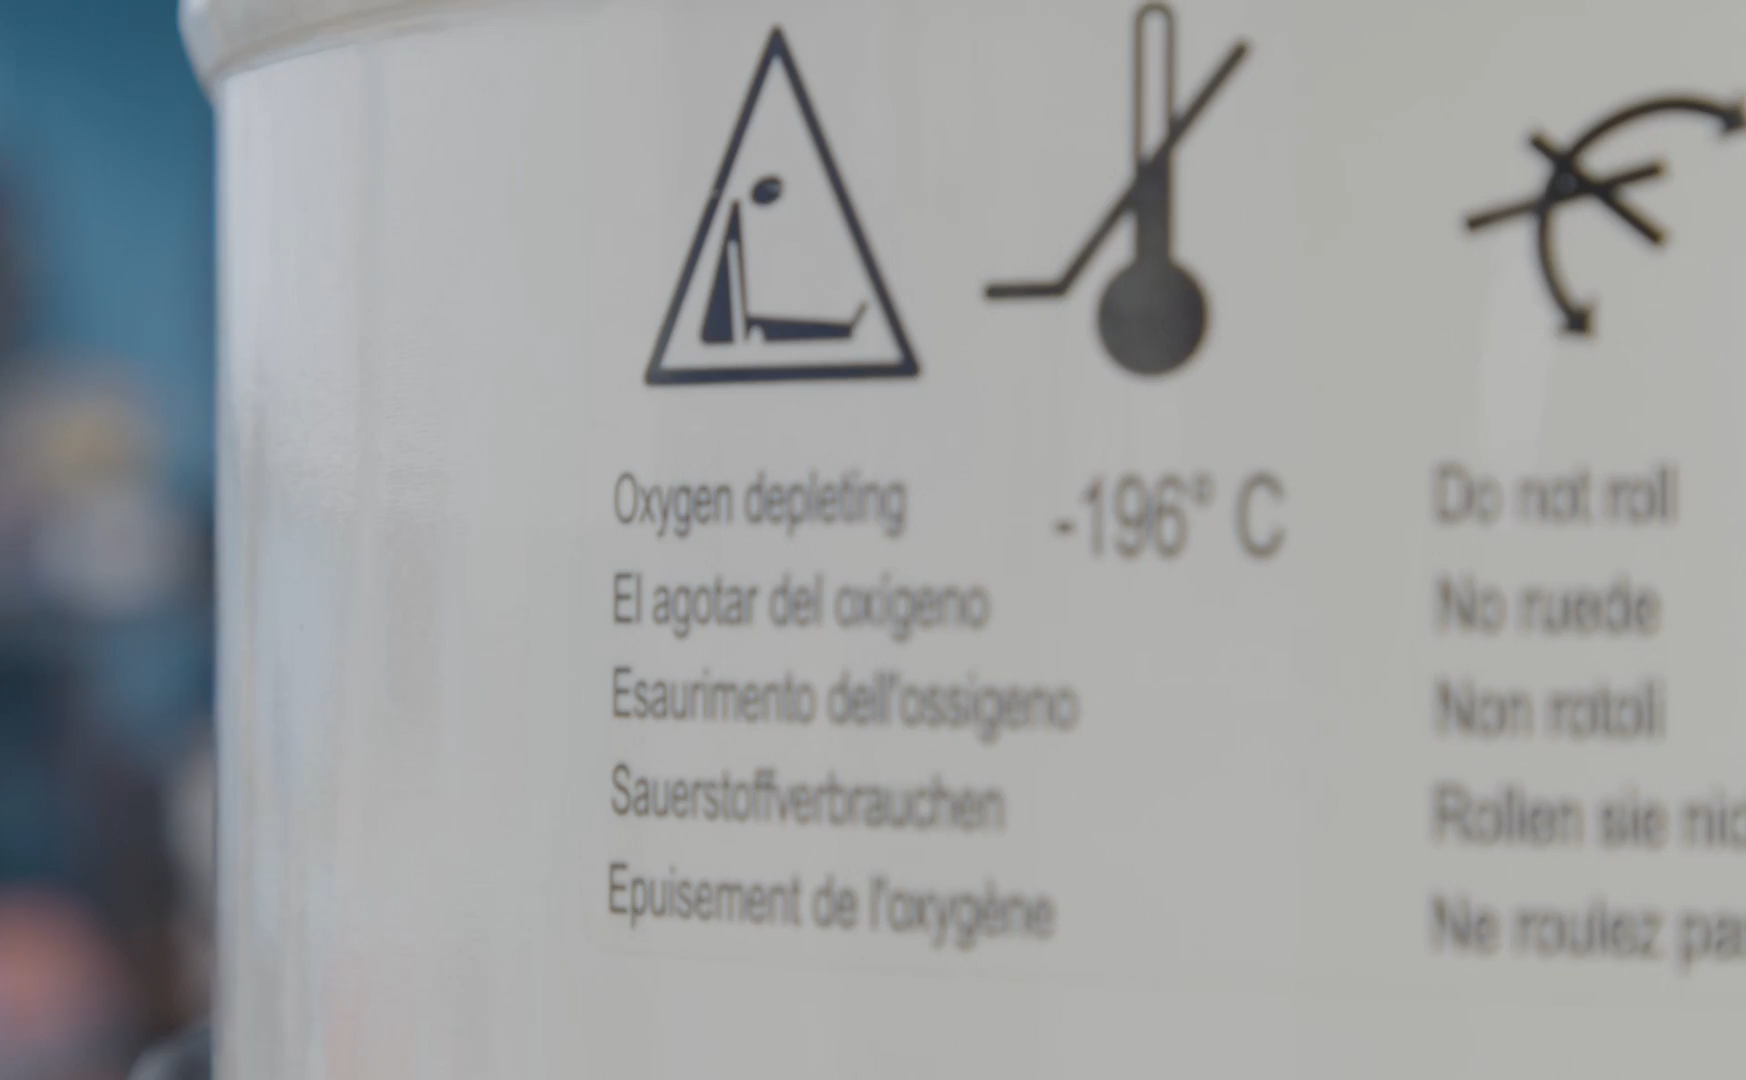 Oxygen depleting
El agotar del oxígeno
Esaurimento dell'ossigeno
Sauerstoffverbrauchen
Epuisement de l'oxygène
-196° C
Do not roll
No ruede
Non rotoli
Rollen sie
Ne roulez